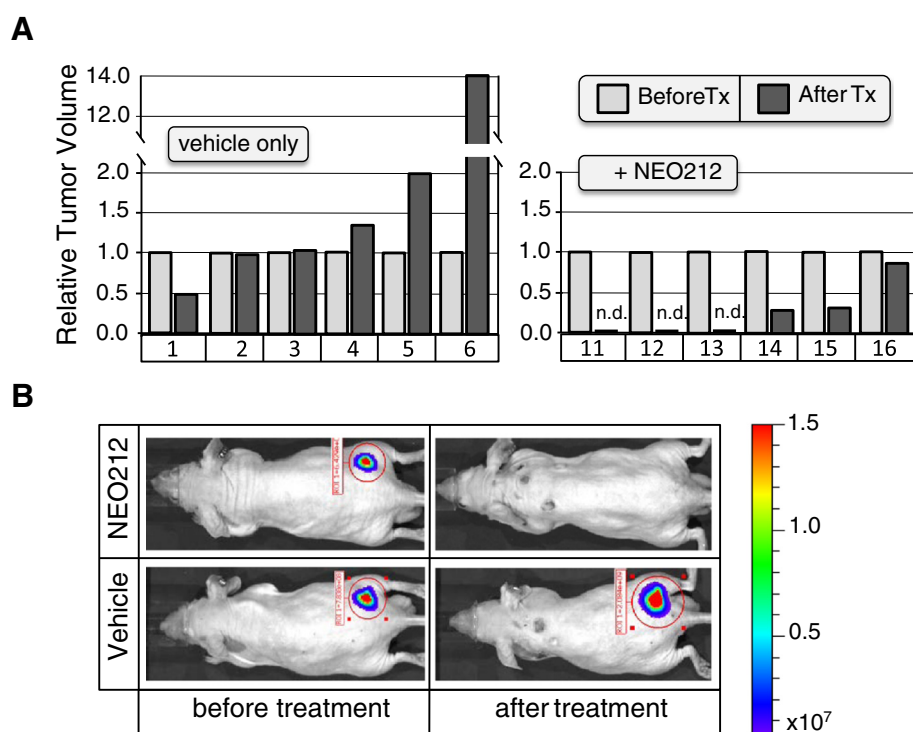 A
Relative Tumor Volume
14.0
12.0
2.0
1.5
1.0
0.5
0.0
vehicle only
1 2 3 4 5 6
BeforeTx After Tx
+ NEO212
2.0
1.5
1.0
0.5
0.0
n.d. n.d. n.d.
11 12 13 14 15 16
B
NEO212
Vehicle
before treatment after treatment
1.5
1.0
0.5
x10⁷